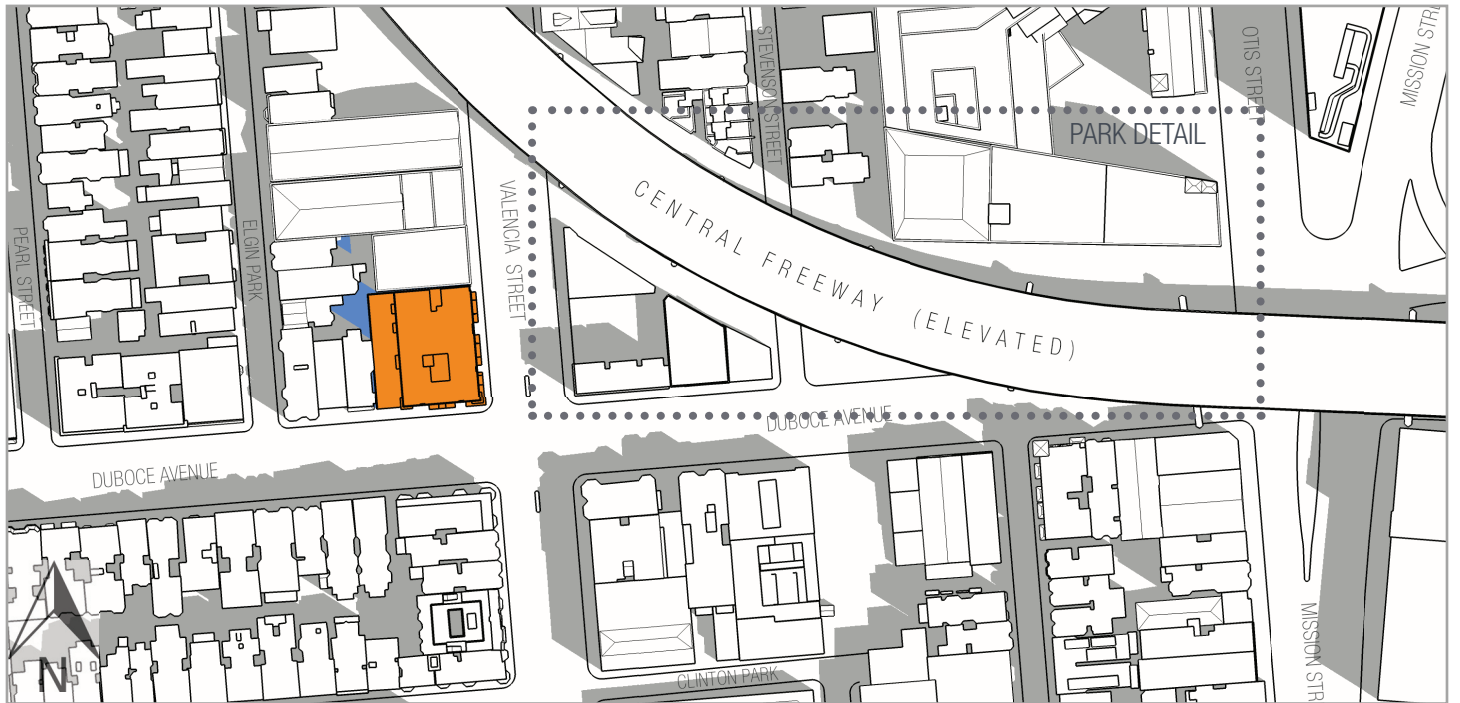 STEVENSON STREET
OTIS STREET
MISSION STRE
PARK DETAIL
VALENCIA STREET
CENTRAL FREEWAY (ELEVATED)
PEARL STREET
ELGIN PARK
DUBOCE AVENUE
DUBOCE AVENUE
N
CLINTON PARK
MISSION STR